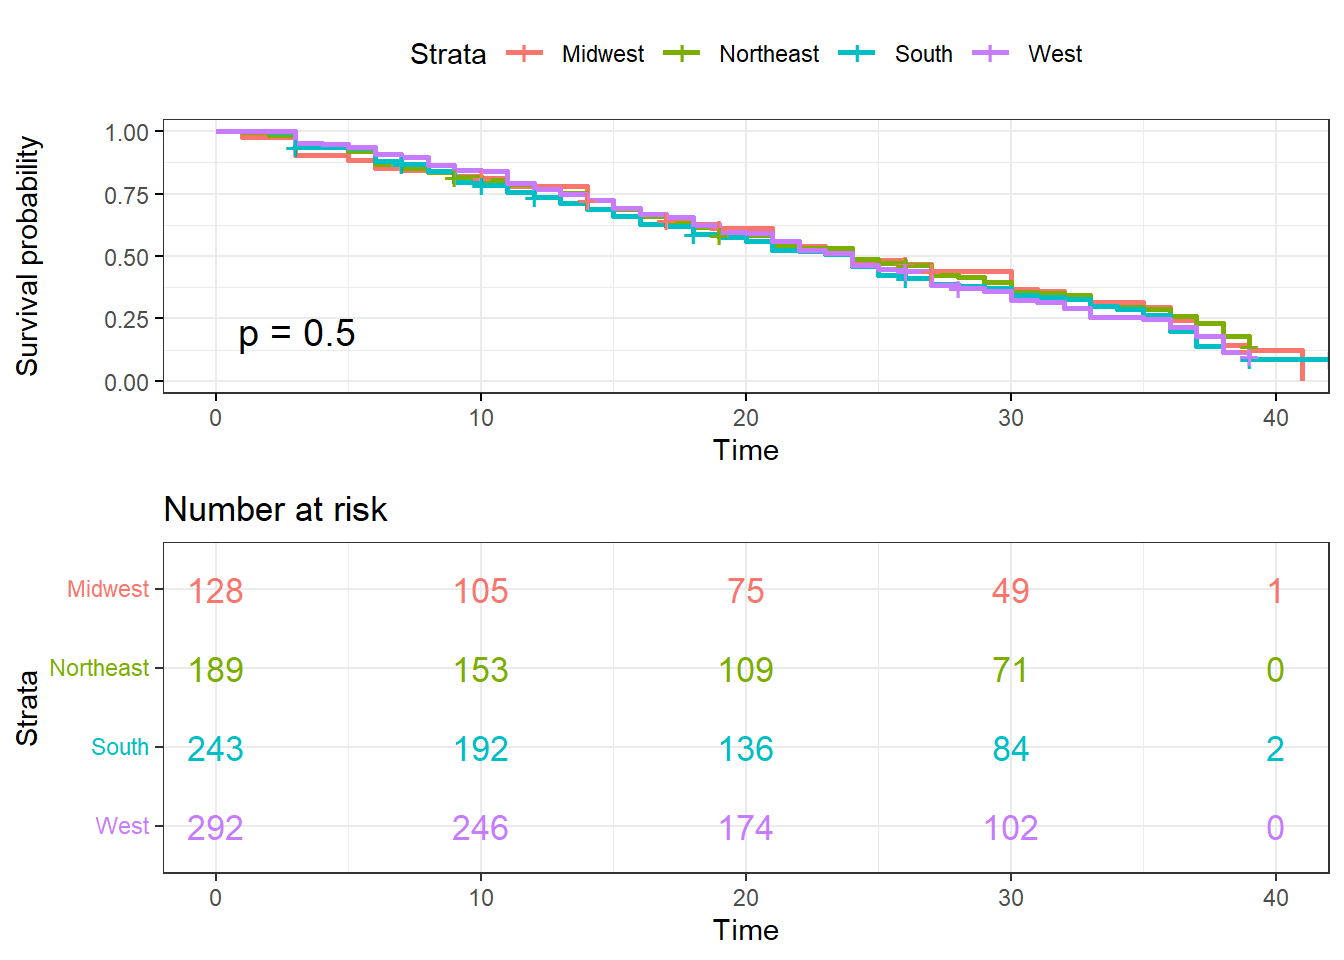 Strata Midwest Northeast South West
Survival probability
1.00
0.75
0.50
0.25
0.00
p = 0.5
0 10 20 30 40
Time
Number at risk
Strata
Midwest 128 105 75 49 1
Northeast 189 153 109 71 0
South 243 192 136 84 2
West 292 246 174 102 0
0 10 20 30 40
Time